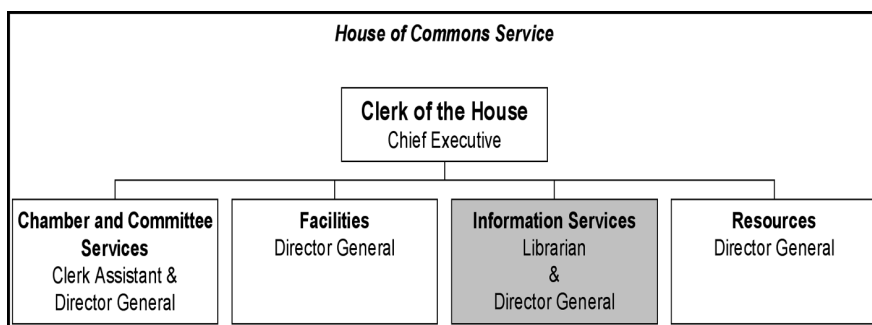 House of Commons Service
Clerk of the House
Chief Executive
Chamber and Committee
Services
Clerk Assistant &
Director General
Facilities
Director General
Information Services
Librarian
&
Director General
Resources
Director General